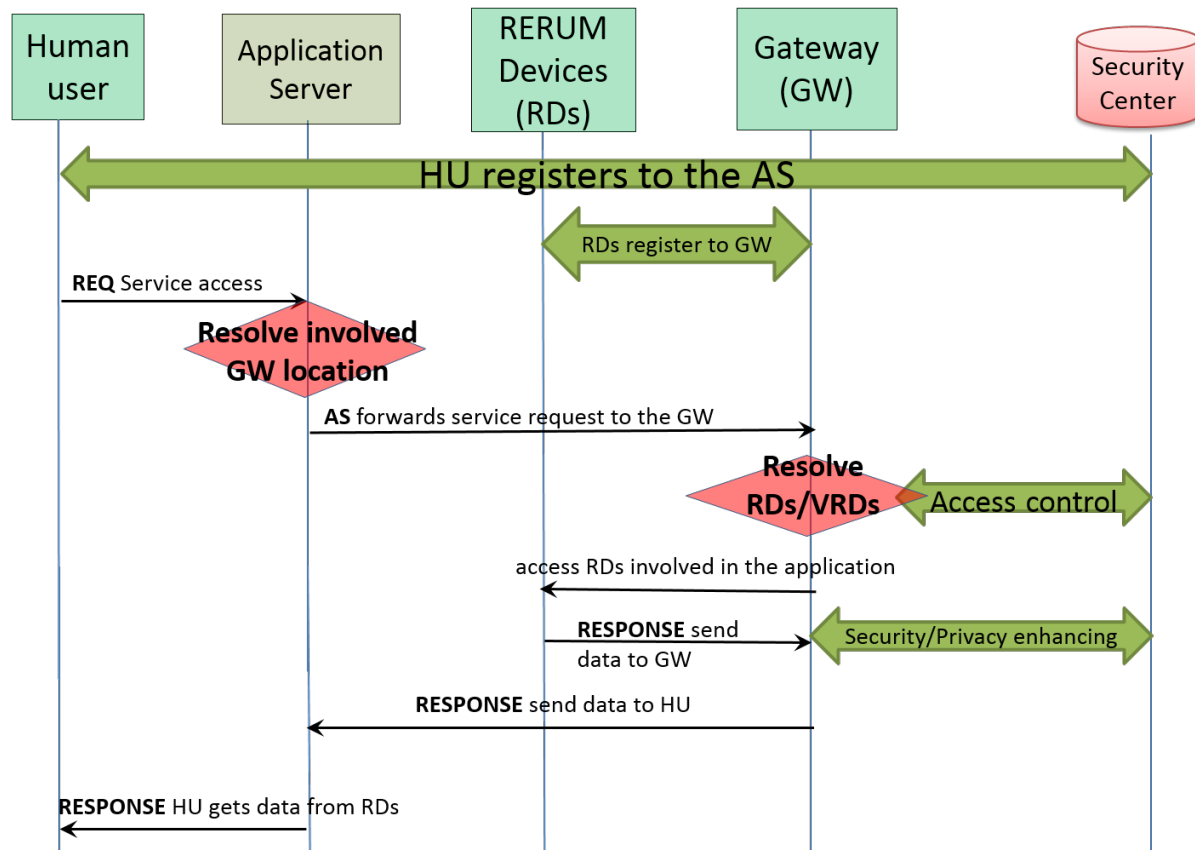 Human
user
Application
Server
RERUM
Devices
(RDs)
Gateway
(GW)
Security
Center
HU registers to the AS
RDs register to GW
REQ Service access
Resolve involved
GW location
AS forwards service request to the GW
Resolve
RDs/VRDs
Access control
access RDs involved in the application
RESPONSE send
data to GW
Security/Privacy enhancing
RESPONSE send data to HU
RESPONSE HU gets data from RDs